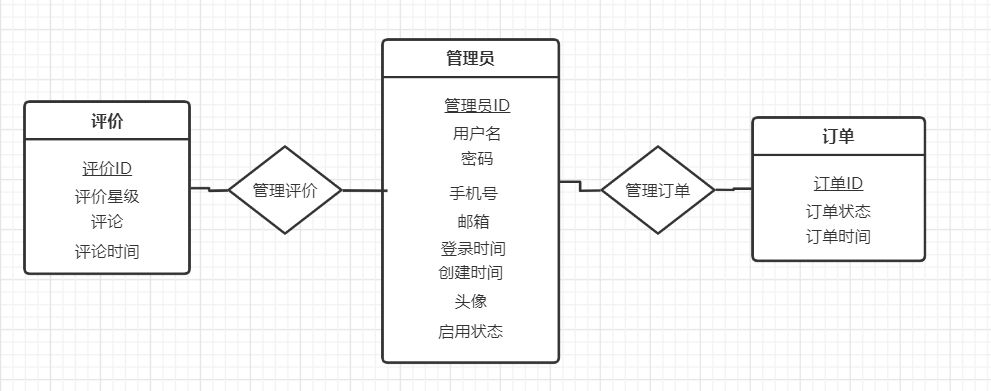 评价
评价ID
评价星级
评论
评论时间
管理评价
管理员
管理员ID
用户名
密码
手机号
邮箱
登录时间
创建时间
头像
启用状态
管理订单
订单
订单ID
订单状态
订单时间